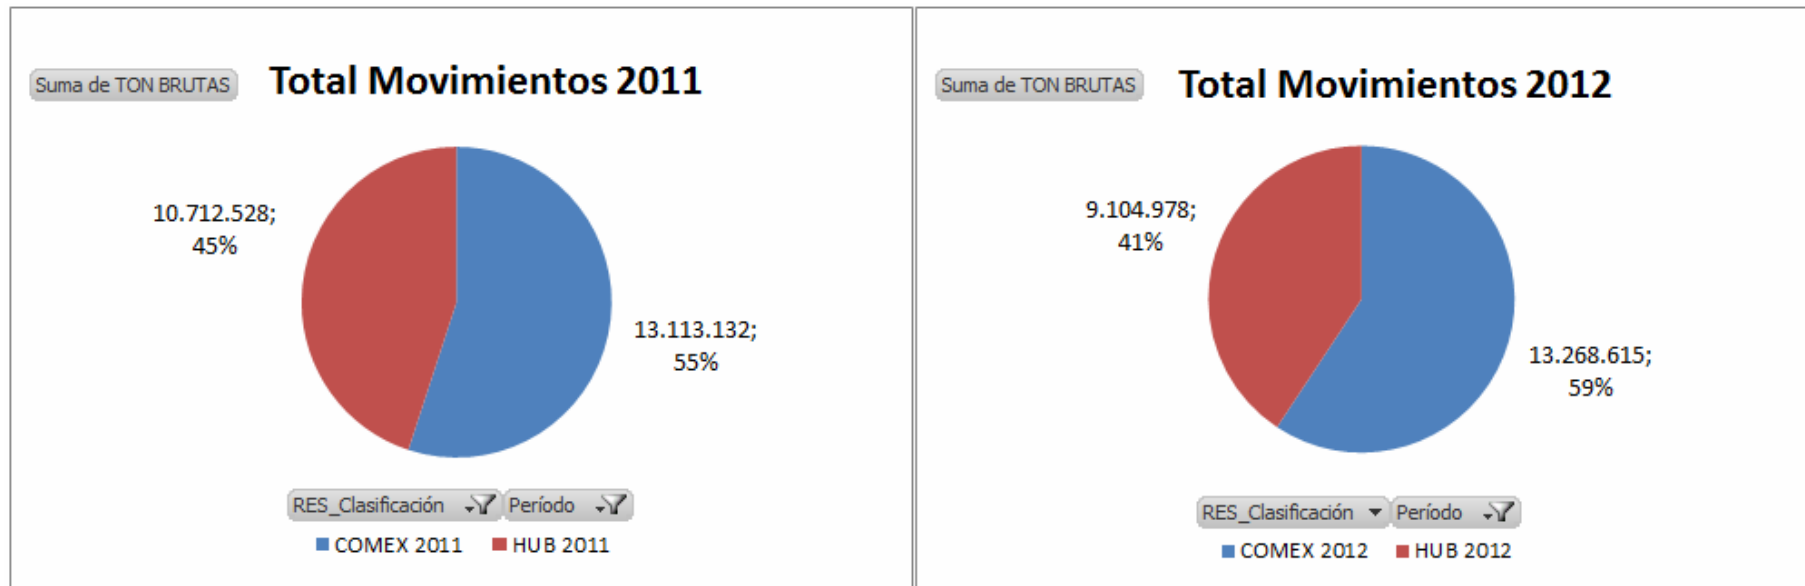 Suma de TON BRUTAS
Total Movimientos 2011
10.712.528;
45%
13.113.132;
55%
RES_Clasificación
Período
COMEX 2011
HUB 2011
Suma de TON BRUTAS
Total Movimientos 2012
9.104.978;
41%
13.268.615;
59%
RES_Clasificación
Período
COMEX 2012
HUB 2012